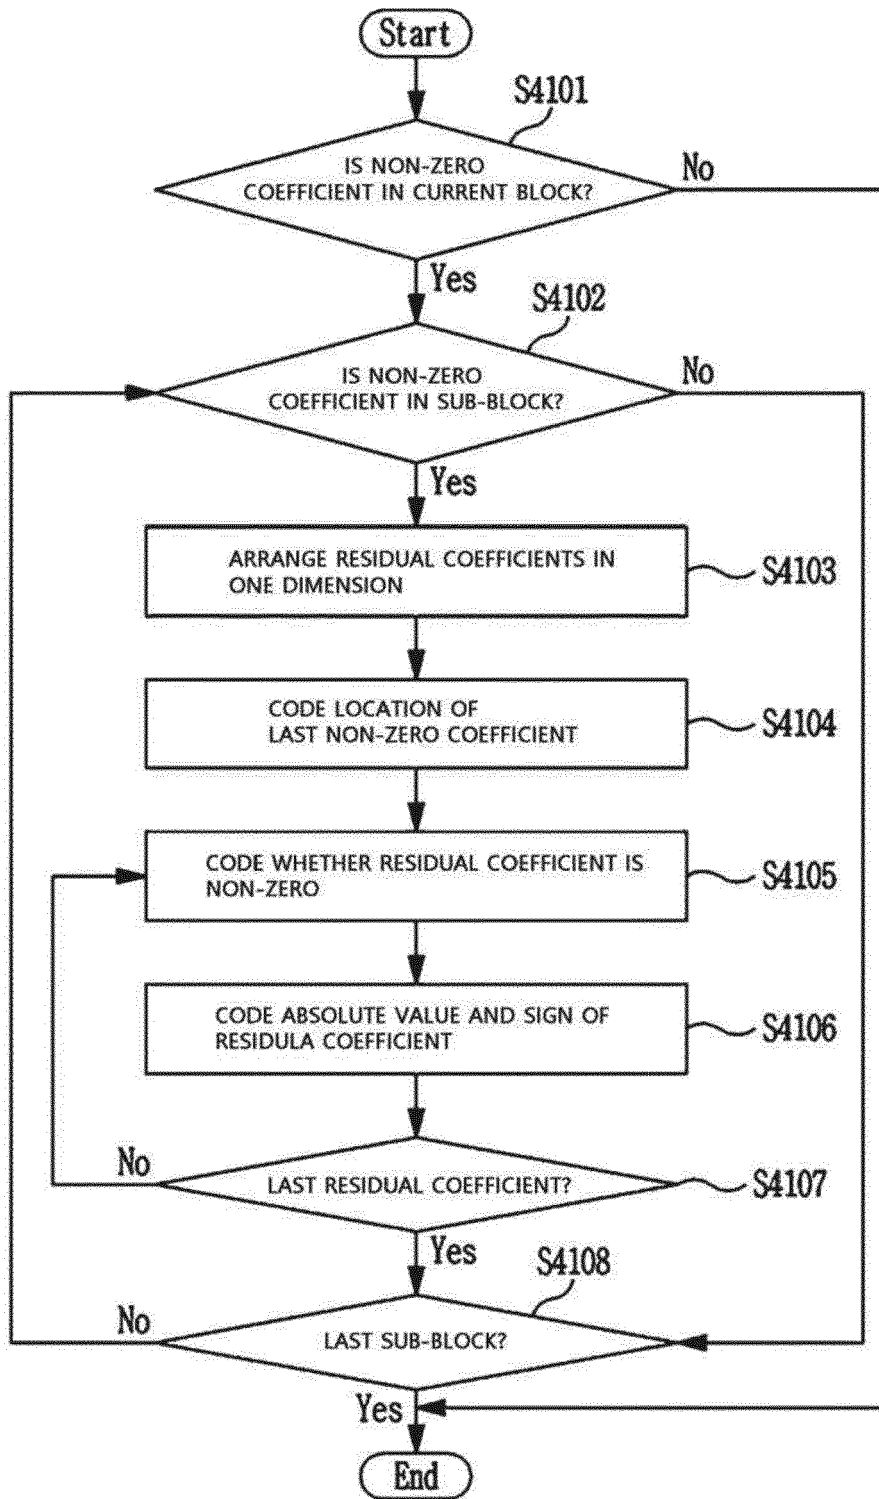 Start
S4101
IS NON-ZERO
COEFFICIENT IN CURRENT BLOCK?
No
Yes
S4102
IS NON-ZERO
COEFFICIENT IN SUB-BLOCK?
No
Yes
ARRANGE RESIDUAL COEFFICIENTS IN
ONE DIMENSION
S4103
CODE LOCATION OF
LAST NON-ZERO COEFFICIENT
S4104
CODE WHETHER RESIDUAL COEFFICIENT IS
NON-ZERO
S4105
CODE ABSOLUTE VALUE AND SIGN OF
RESIDULA COEFFICIENT
S4106
No
LAST RESIDUAL COEFFICIENT?
S4107
Yes
S4108
No
LAST SUB-BLOCK?
Yes
End